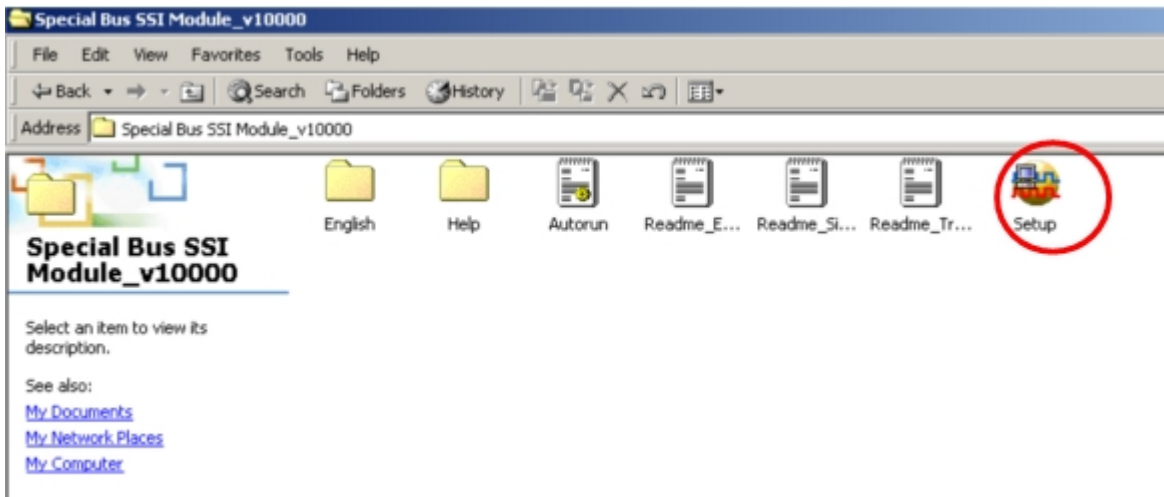 Special Bus SSI Module_v10000
File Edit View Favorites Tools Help
Back Search Folders History
Address Special Bus SSI Module_v10000
English Help Autorun Readme_E... Readme_Si... Readme_Tr... Setup
Special Bus SSI
Module_v10000
Select an item to view its
description.
See also:
My Documents
My Network Places
My Computer